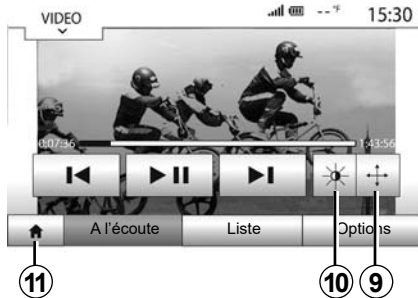 VIDEO
--°F
15:30
0:07:36
1:43:56
A l'écoute
Liste
Options
11
10
9